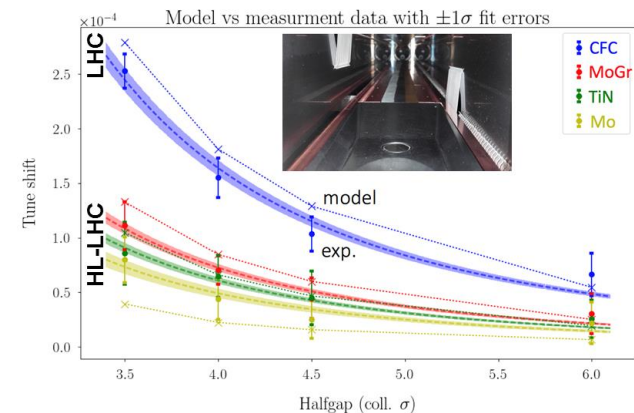 Model vs measurment data with ±1σ fit errors
×10⁻⁴
2.5
2.0
1.5
1.0
0.5
0.0
Tune shift
LHC
HL-LHC
model
exp.
CFC
MoGr
TiN
Mo
3.5 4.0 4.5 5.0 5.5 6.0
Halfgap (coll. σ)